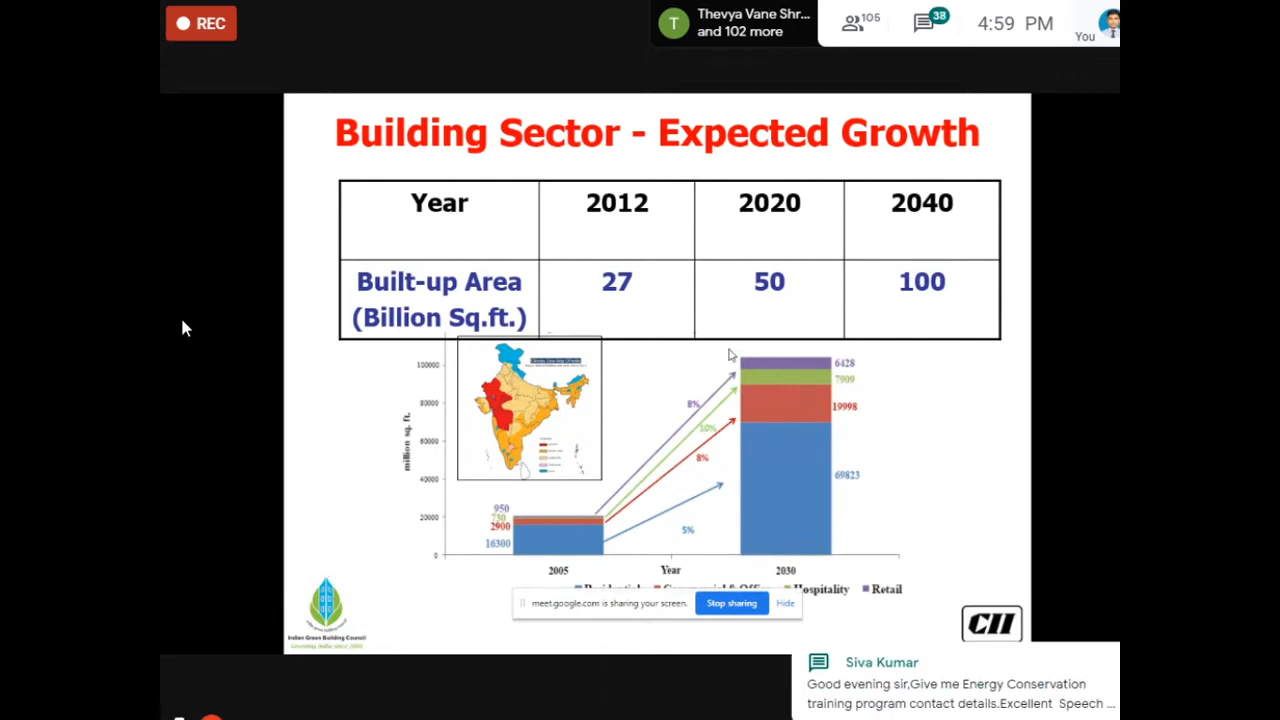 REC
T
Thevya Vane Shr...
and 102 more
105
38
4:59 PM
You
Building Sector - Expected Growth
Year 2012 2020 2040
Built-up Area 27 50 100
(Billion Sq.ft.)
100000
80000
60000
40000
20000
0
million sq. ft.
950
730
2900
16300
8%
10%
8%
5%
6428
7909
19998
69823
2005 Year 2030
Hospitality Retail
meet.google.com is sharing your screen. Stop sharing Hide
Indian Green Building Council
Greening India since 2001
CII
Siva Kumar
Good evening sir,Give me Energy Conservation
training program contact details.Excellent Speech ...